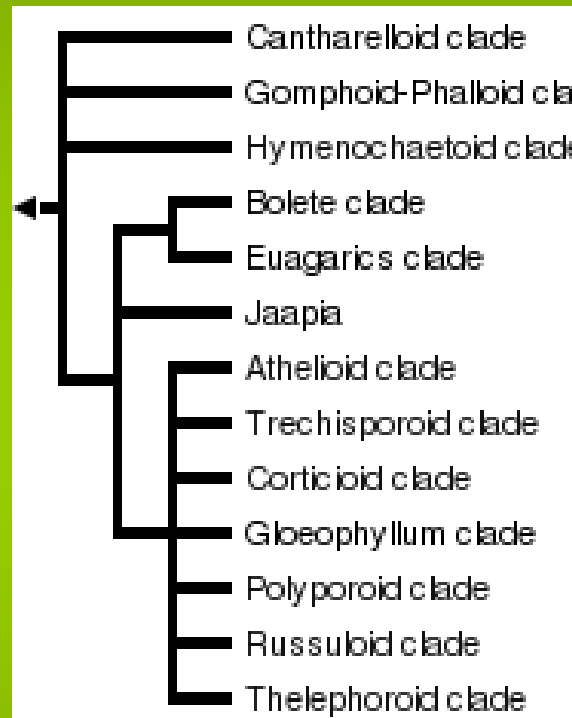 Cantharelloid clade
Gomphoid-Phalloid cla
Hymenochaetoid clade
Bolete clade
Euagarics clade
Jaapia
Athelioid clade
Trechisporoid clade
Corticioid clade
Gloeophyllum clade
Polyporoid clade
Russuloid clade
Thelephoroid clade